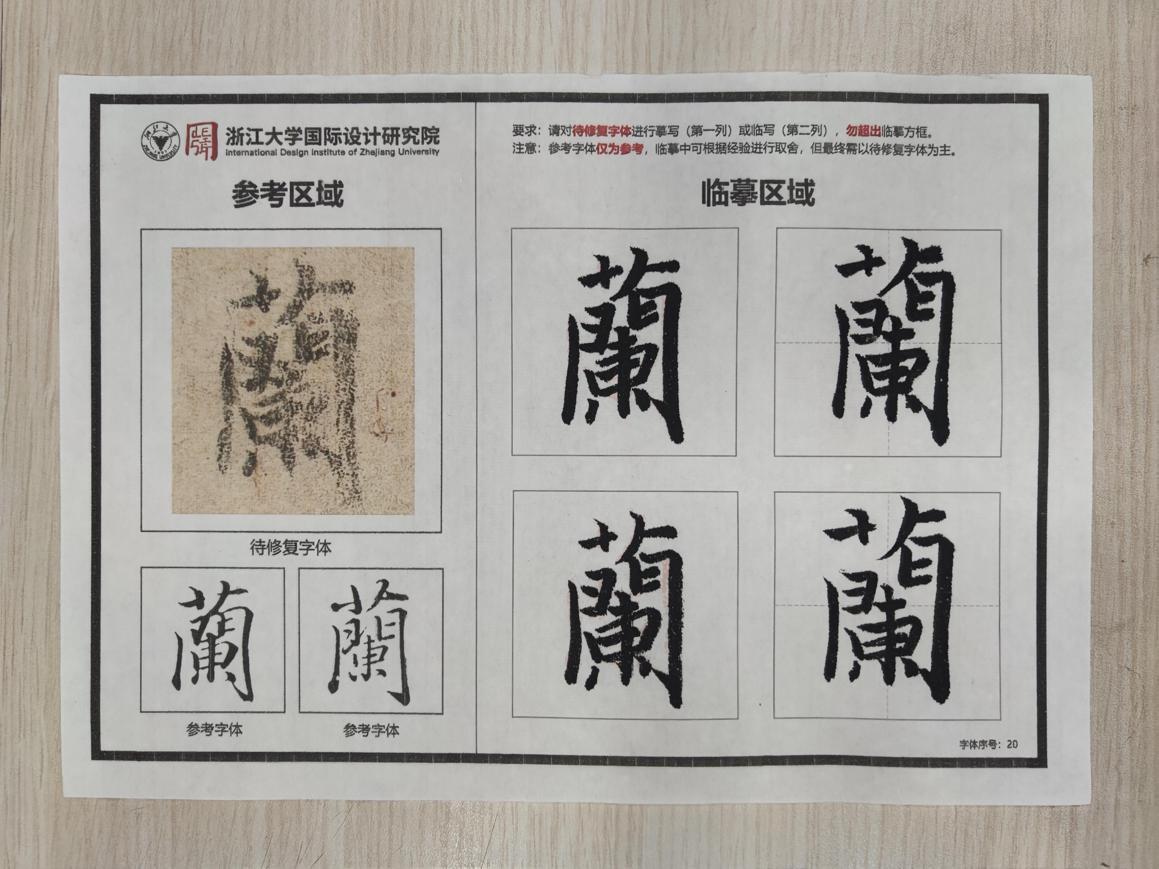 浙江大学国际设计研究院
International Design Institute of Zhejiang University
要求：请对待修复字体进行摹写（第一列）或临写（第二列），勿超出临摹方框。
注意：参考字体仅为参考，临摹中可根据经验进行取舍，但最终需以待修复字体为主。
参考区域
蘭
待修复字体
蘭 蘭
参考字体 参考字体
临摹区域
蘭 蘭
蘭 蘭
字体序号：20